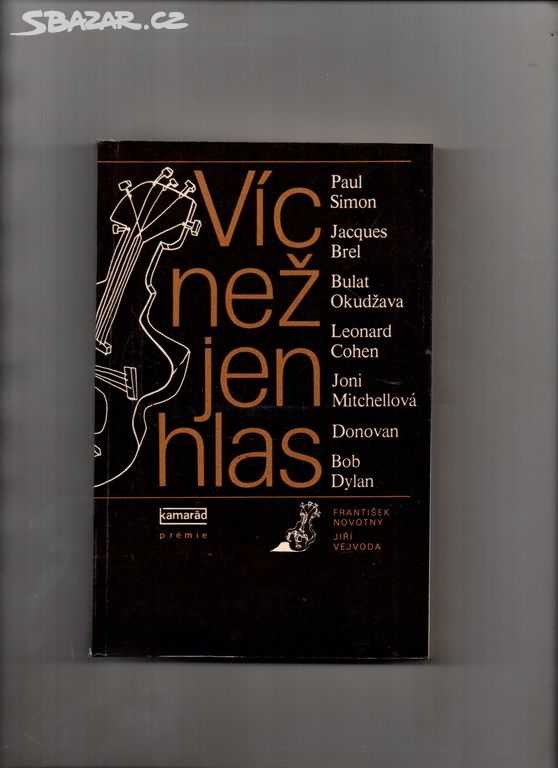 SBAZAR.CZ
Víc
než
jen
hlas
Paul
Simon
Jacques
Brel
Bulat
Okudžava
Leonard
Cohen
Joni
Mitchellová
Donovan
Bob
Dylan
kamarád
prémie
FRANTIŠEK
NOVOTNÝ
JIŘÍ
VEJVODA